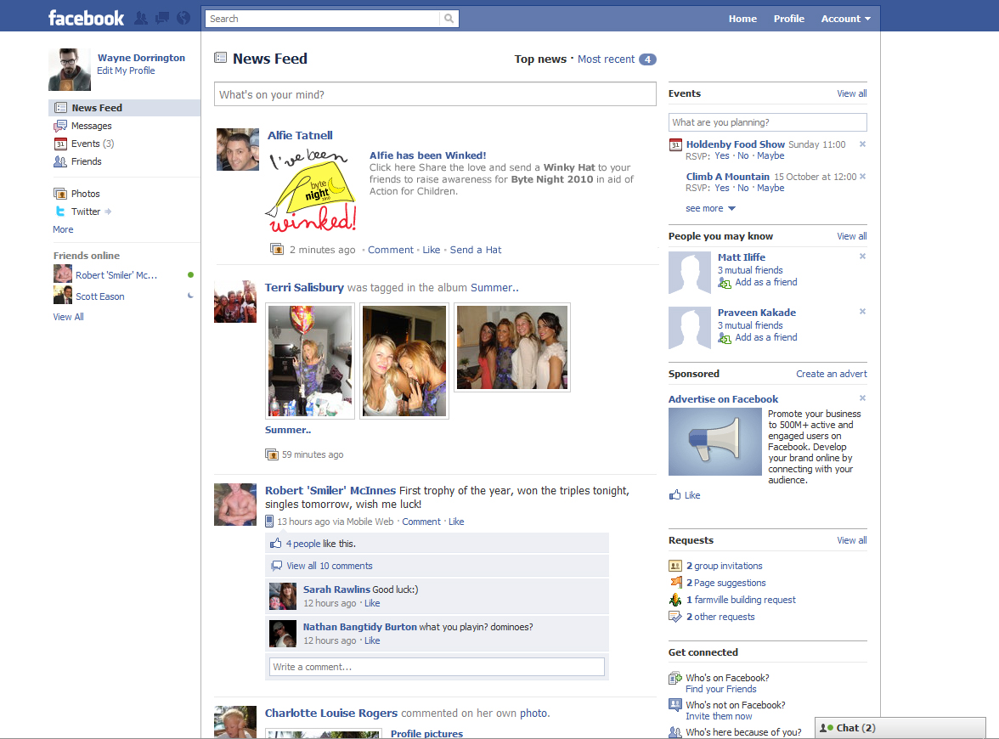 facebook
Search
Home Profile Account
Wayne Dorrington
Edit My Profile
News Feed
Messages
31 Events (3)
Friends
Photos
Twitter
More
Friends online
Robert 'Smiler' Mc...
Scott Eason
View All
News Feed
Top news · Most recent 4
What's on your mind?
Alfie Tatnell
I've been
byte
night
2010
winked!
Alfie has been Winked!
Click here Share the love and send a Winky Hat to your
friends to raise awareness for Byte Night 2010 in aid of
Action for Children.
2 minutes ago · Comment · Like · Send a Hat
Terri Salisbury was tagged in the album Summer..
Summer..
59 minutes ago
Robert 'Smiler' McInnes First trophy of the year, won the triples tonight,
singles tomorrow, wish me luck!
13 hours ago via Mobile Web · Comment · Like
4 people like this.
View all 10 comments
Sarah Rawlins Good luck:)
12 hours ago · Like
Nathan Bangtidy Burton what you playin? dominoes?
12 hours ago · Like
Write a comment...
Charlotte Louise Rogers commented on her own photo.
Profile pictures
Events View all
What are you planning?
31 Holdenby Food Show Sunday 11:00
RSVP: Yes · No · Maybe
Climb A Mountain 15 October at 12:00
RSVP: Yes · No · Maybe
see more
People you may know View all
Matt Iliffe
3 mutual friends
Add as a friend
Praveen Kakade
3 mutual friends
Add as a friend
Sponsored Create an advert
Advertise on Facebook
Promote your business
to 500M+ active and
engaged users on
Facebook. Develop
your brand online by
connecting with your
audience.
Like
Requests View all
2 group invitations
2 Page suggestions
1 farmville building request
2 other requests
Get connected
Who's on Facebook?
Find your Friends
Who's not on Facebook?
Invite them now
Who's here because of you?
Chat (2)